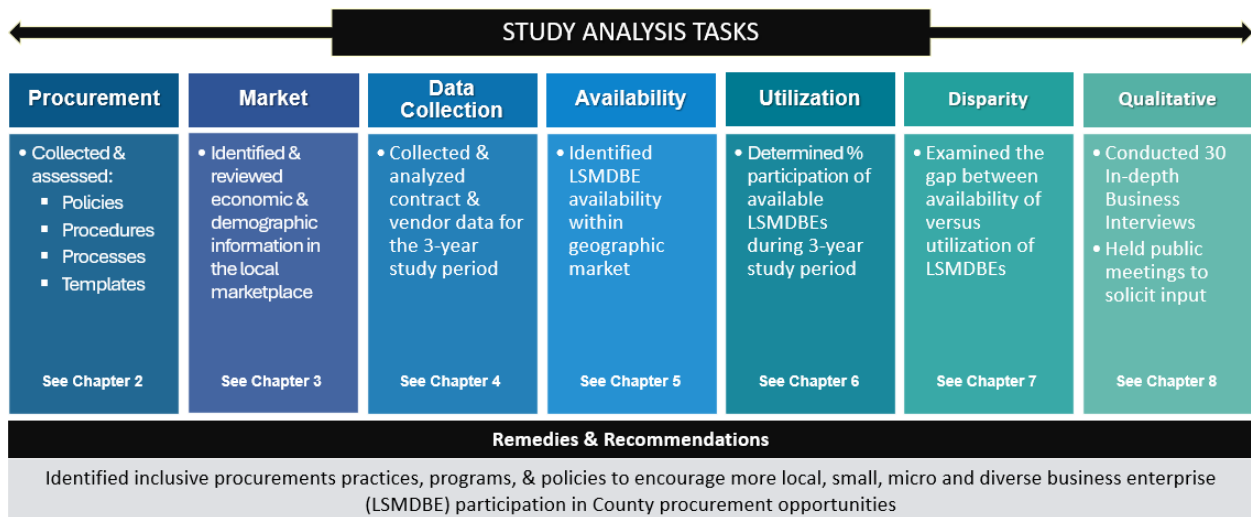 STUDY ANALYSIS TASKS
Procurement
• Collected &
assessed:
▪ Policies
▪ Procedures
▪ Processes
▪ Templates
See Chapter 2
Market
• Identified &
reviewed
economic &
demographic
information in
the local
marketplace
See Chapter 3
Data
Collection
• Collected &
analyzed
contract &
vendor data for
the 3-year
study period
See Chapter 4
Availability
• Identified
LSMDBE
availability
within
geographic
market
See Chapter 5
Utilization
• Determined %
participation of
available
LSMDBEs
during 3-year
study period
See Chapter 6
Disparity
• Examined the
gap between
availability of
versus
utilization of
LSMDBEs
See Chapter 7
Qualitative
• Conducted 30
In-depth
Business
Interviews
• Held public
meetings to
solicit input
See Chapter 8
Remedies & Recommendations
Identified inclusive procurements practices, programs, & policies to encourage more local, small, micro and diverse business enterprise
(LSMDBE) participation in County procurement opportunities